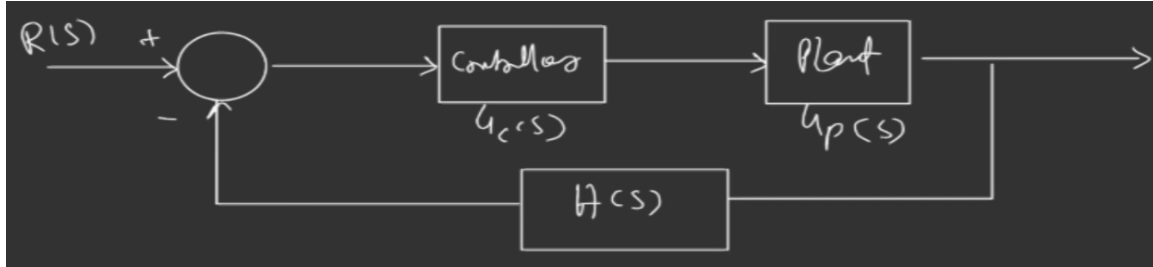 R(S) +
Controller
Plant
-
Gc(s)
Gp(s)
H(S)